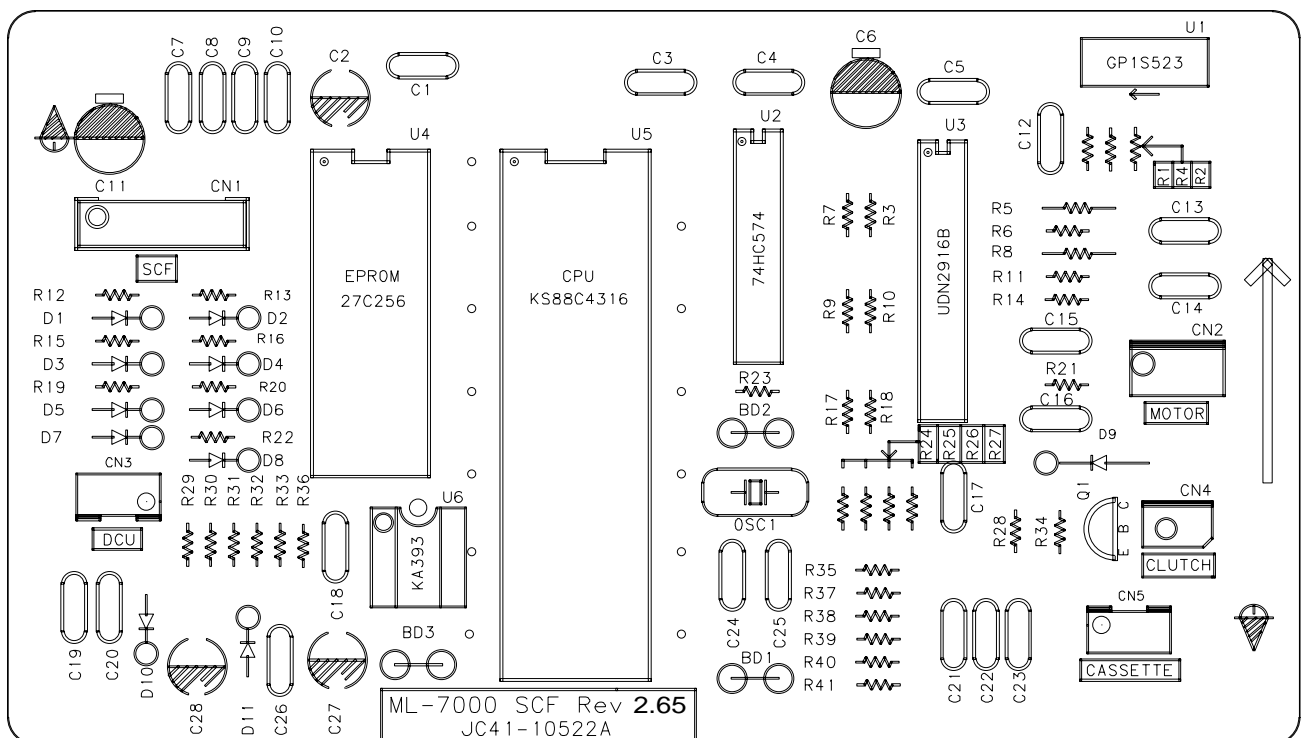 C7
C8
C9
C10
C2
C1
C3
C4
C6
C5
U1
GP1S523
C12
R1
R4
R2
C11
CN1
SCF
U4
EPROM
27C256
U5
CPU
KS88C4316
U2
74HC574
U3
UDN2916B
R7
R3
R9
R10
R17
R18
R5
R6
R8
R11
R14
C13
C14
C15
R21
C16
CN2
MOTOR
R12
R13
D1
D2
R15
R16
D3
D4
R19
R20
D5
D6
D7
R22
D8
CN3
DCU
R29
R30
R31
R32
R33
R36
C18
U6
KA393
R23
BD2
OSC1
R24
R25
R26
R27
C17
D9
Q1
C
B
E
R28
R34
CN4
CLUTCH
CN5
CASSETTE
R35
R37
R38
R39
R40
R41
C24
C25
BD1
C21
C22
C23
C19
C20
D10
C28
D11
C26
C27
BD3
ML-7000 SCF Rev 2.65
JC41-10522A